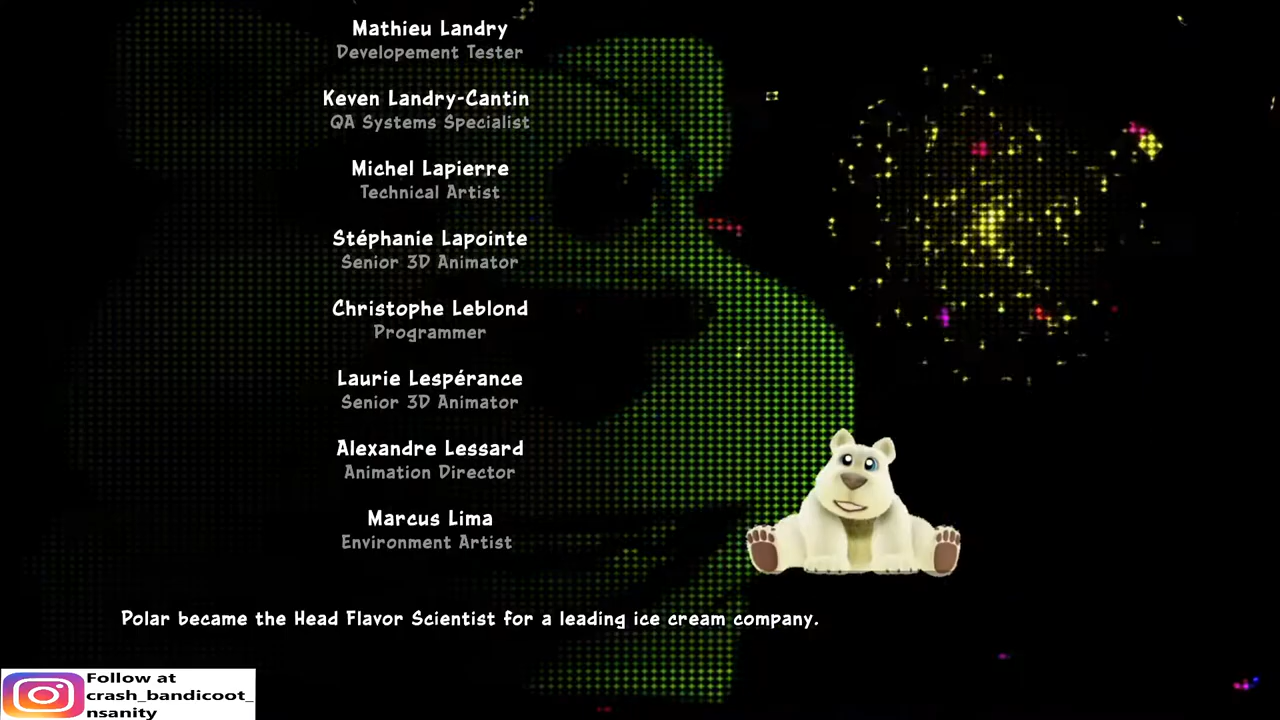 Mathieu Landry
Developement Tester
Keven Landry-Cantin
QA Systems Specialist
Michel Lapierre
Technical Artist
Stéphanie Lapointe
Senior 3D Animator
Christophe Leblond
Programmer
Laurie Lespérance
Senior 3D Animator
Alexandre Lessard
Animation Director
Marcus Lima
Environment Artist
Polar became the Head Flavor Scientist for a leading ice cream company.
Follow at
crash_bandicoot_
nsanity